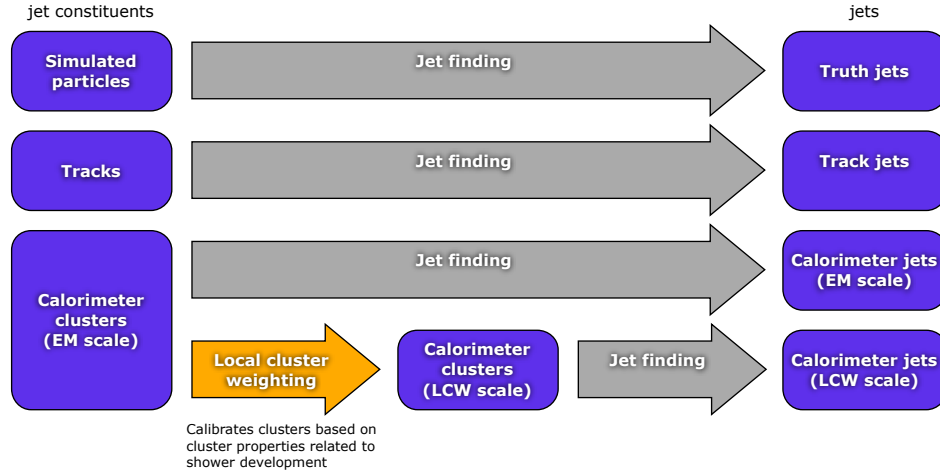 jet constituents
jets
Simulated
particles
Jet finding
Truth jets
Tracks
Jet finding
Track jets
Calorimeter
clusters
(EM scale)
Jet finding
Calorimeter jets
(EM scale)
Local cluster
weighting
Calorimeter
clusters
(LCW scale)
Jet finding
Calorimeter jets
(LCW scale)
Calibrates clusters based on
cluster properties related to
shower development